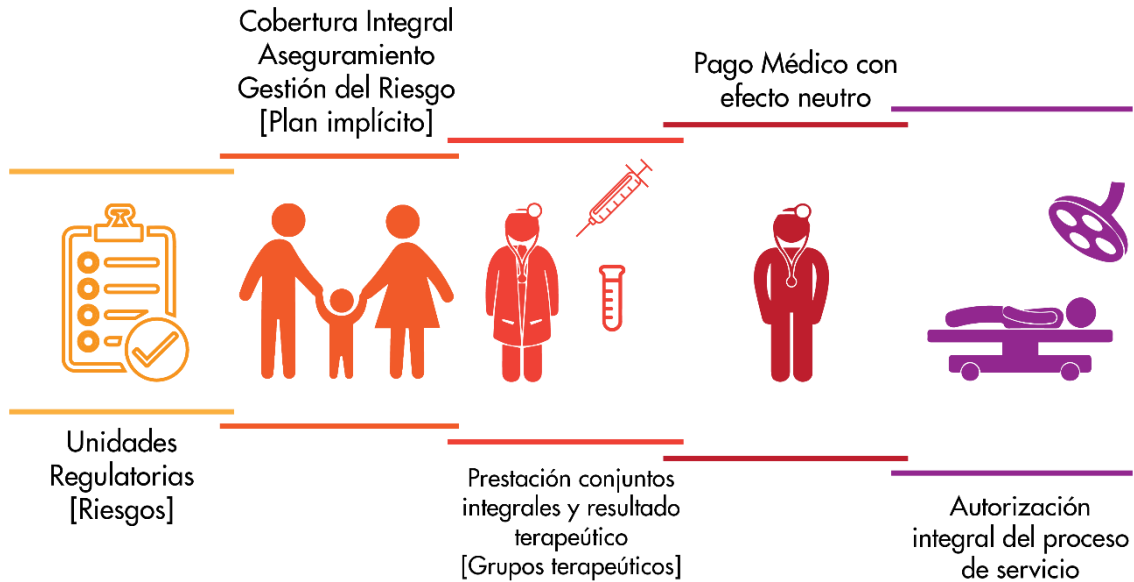 Cobertura Integral
Aseguramiento
Gestión del Riesgo
[Plan implícito]
Pago Médico con
efecto neutro
Unidades
Regulatorias
[Riesgos]
Prestación conjuntos
integrales y resultado
terapeútico
[Grupos terapeúticos]
Autorización
integral del proceso
de servicio